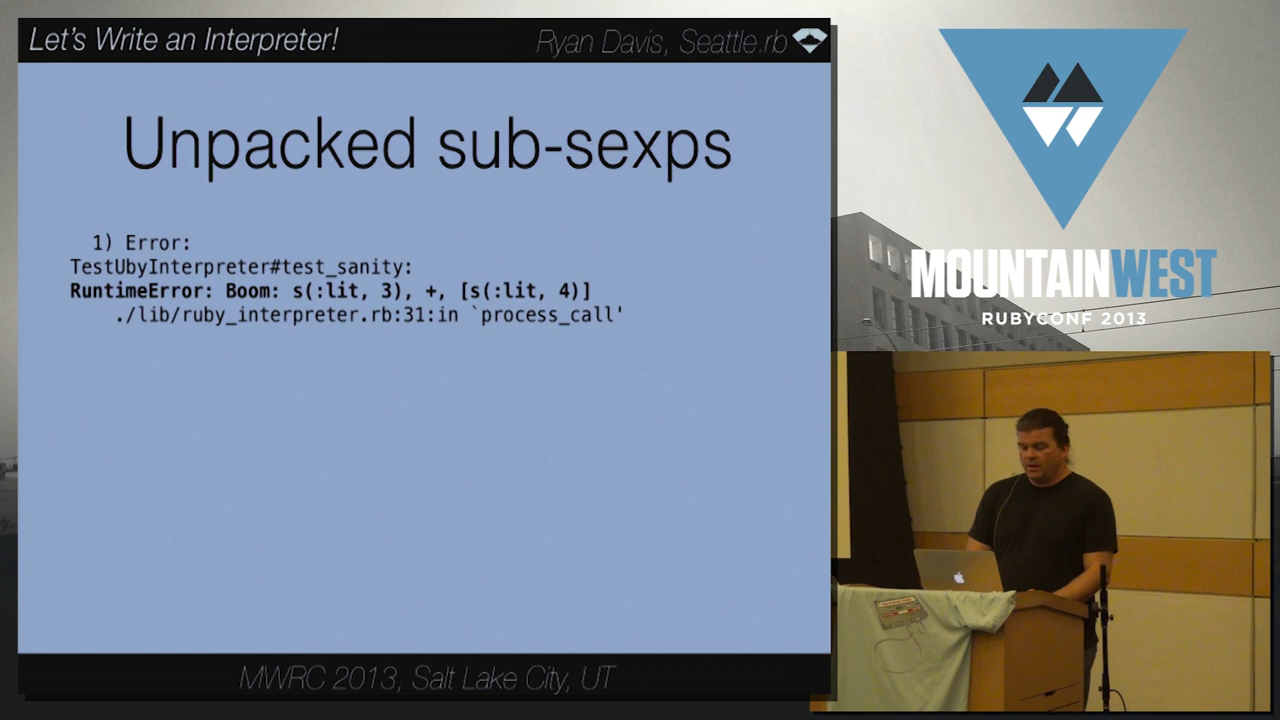 Let's Write an Interpreter!
Ryan Davis, Seattle.rb
Unpacked sub-sexps
1) Error:
TestUbyInterpreter#test_sanity:
RuntimeError: Boom: s(:lit, 3), +, [s(:lit, 4)]
./lib/ruby_interpreter.rb:31:in `process_call'
MWRC 2013, Salt Lake City, UT
MOUNTAINWEST
RUBYCONF 2013